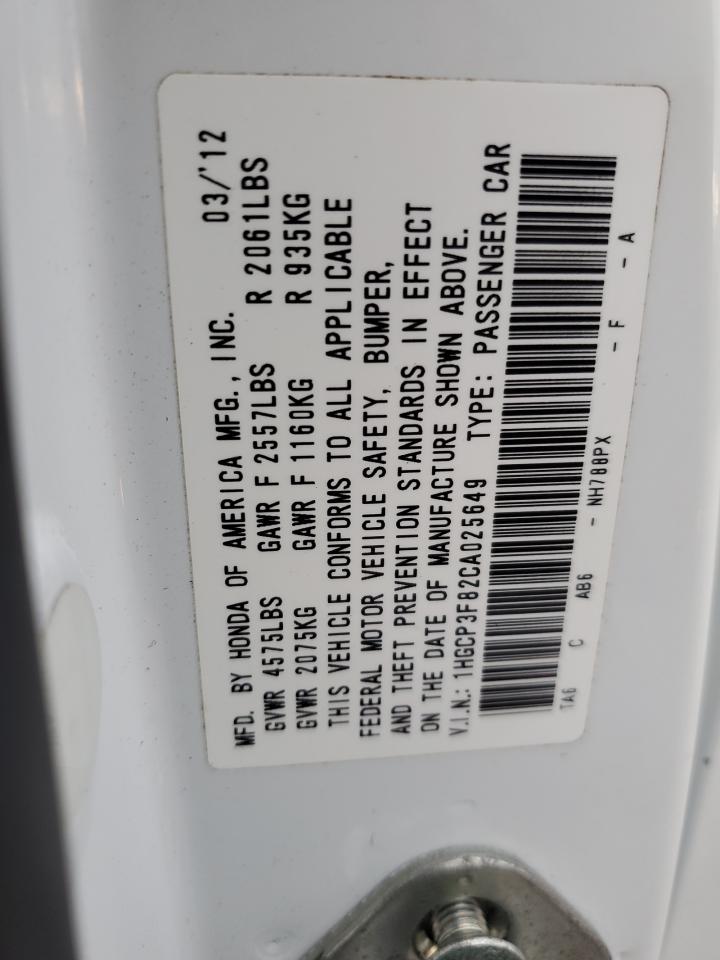 MFD. BY HONDA OF AMERICA MFG., INC. 03/'12
GVWR 4575LBS GAWR F 2557LBS R 2061LBS
GVWR 2075KG GAWR F 1160KG R 935KG
THIS VEHICLE CONFORMS TO ALL APPLICABLE
FEDERAL MOTOR VEHICLE SAFETY, BUMPER,
AND THEFT PREVENTION STANDARDS IN EFFECT
ON THE DATE OF MANUFACTURE SHOWN ABOVE.
V.I.N.: 1HGCP3F82CA025649 TYPE: PASSENGER CAR
TA6 C AB6 - NH788PX - F - A